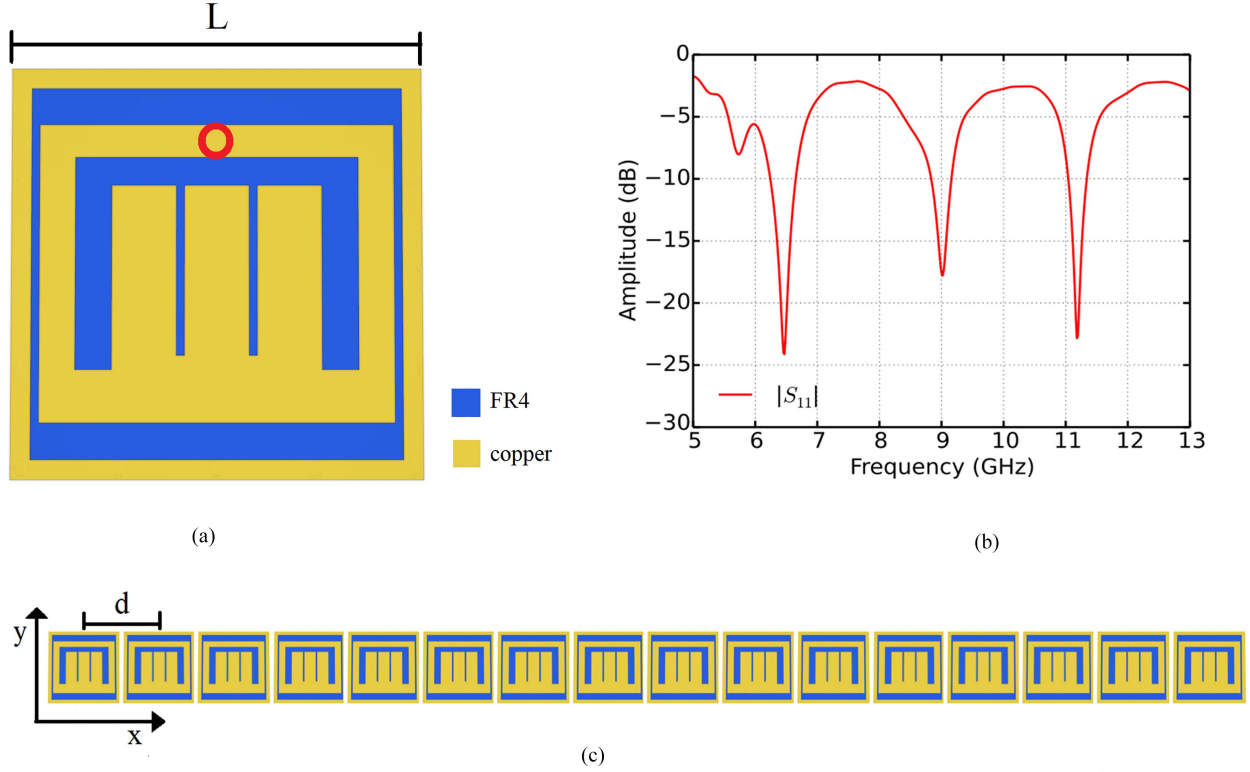 L
FR4
copper
(a)
0
−5
−10
−15
−20
−25
−30
Amplitude (dB)
|S11|
5 6 7 8 9 10 11 12 13
Frequency (GHz)
(b)
d
y
x
(c)